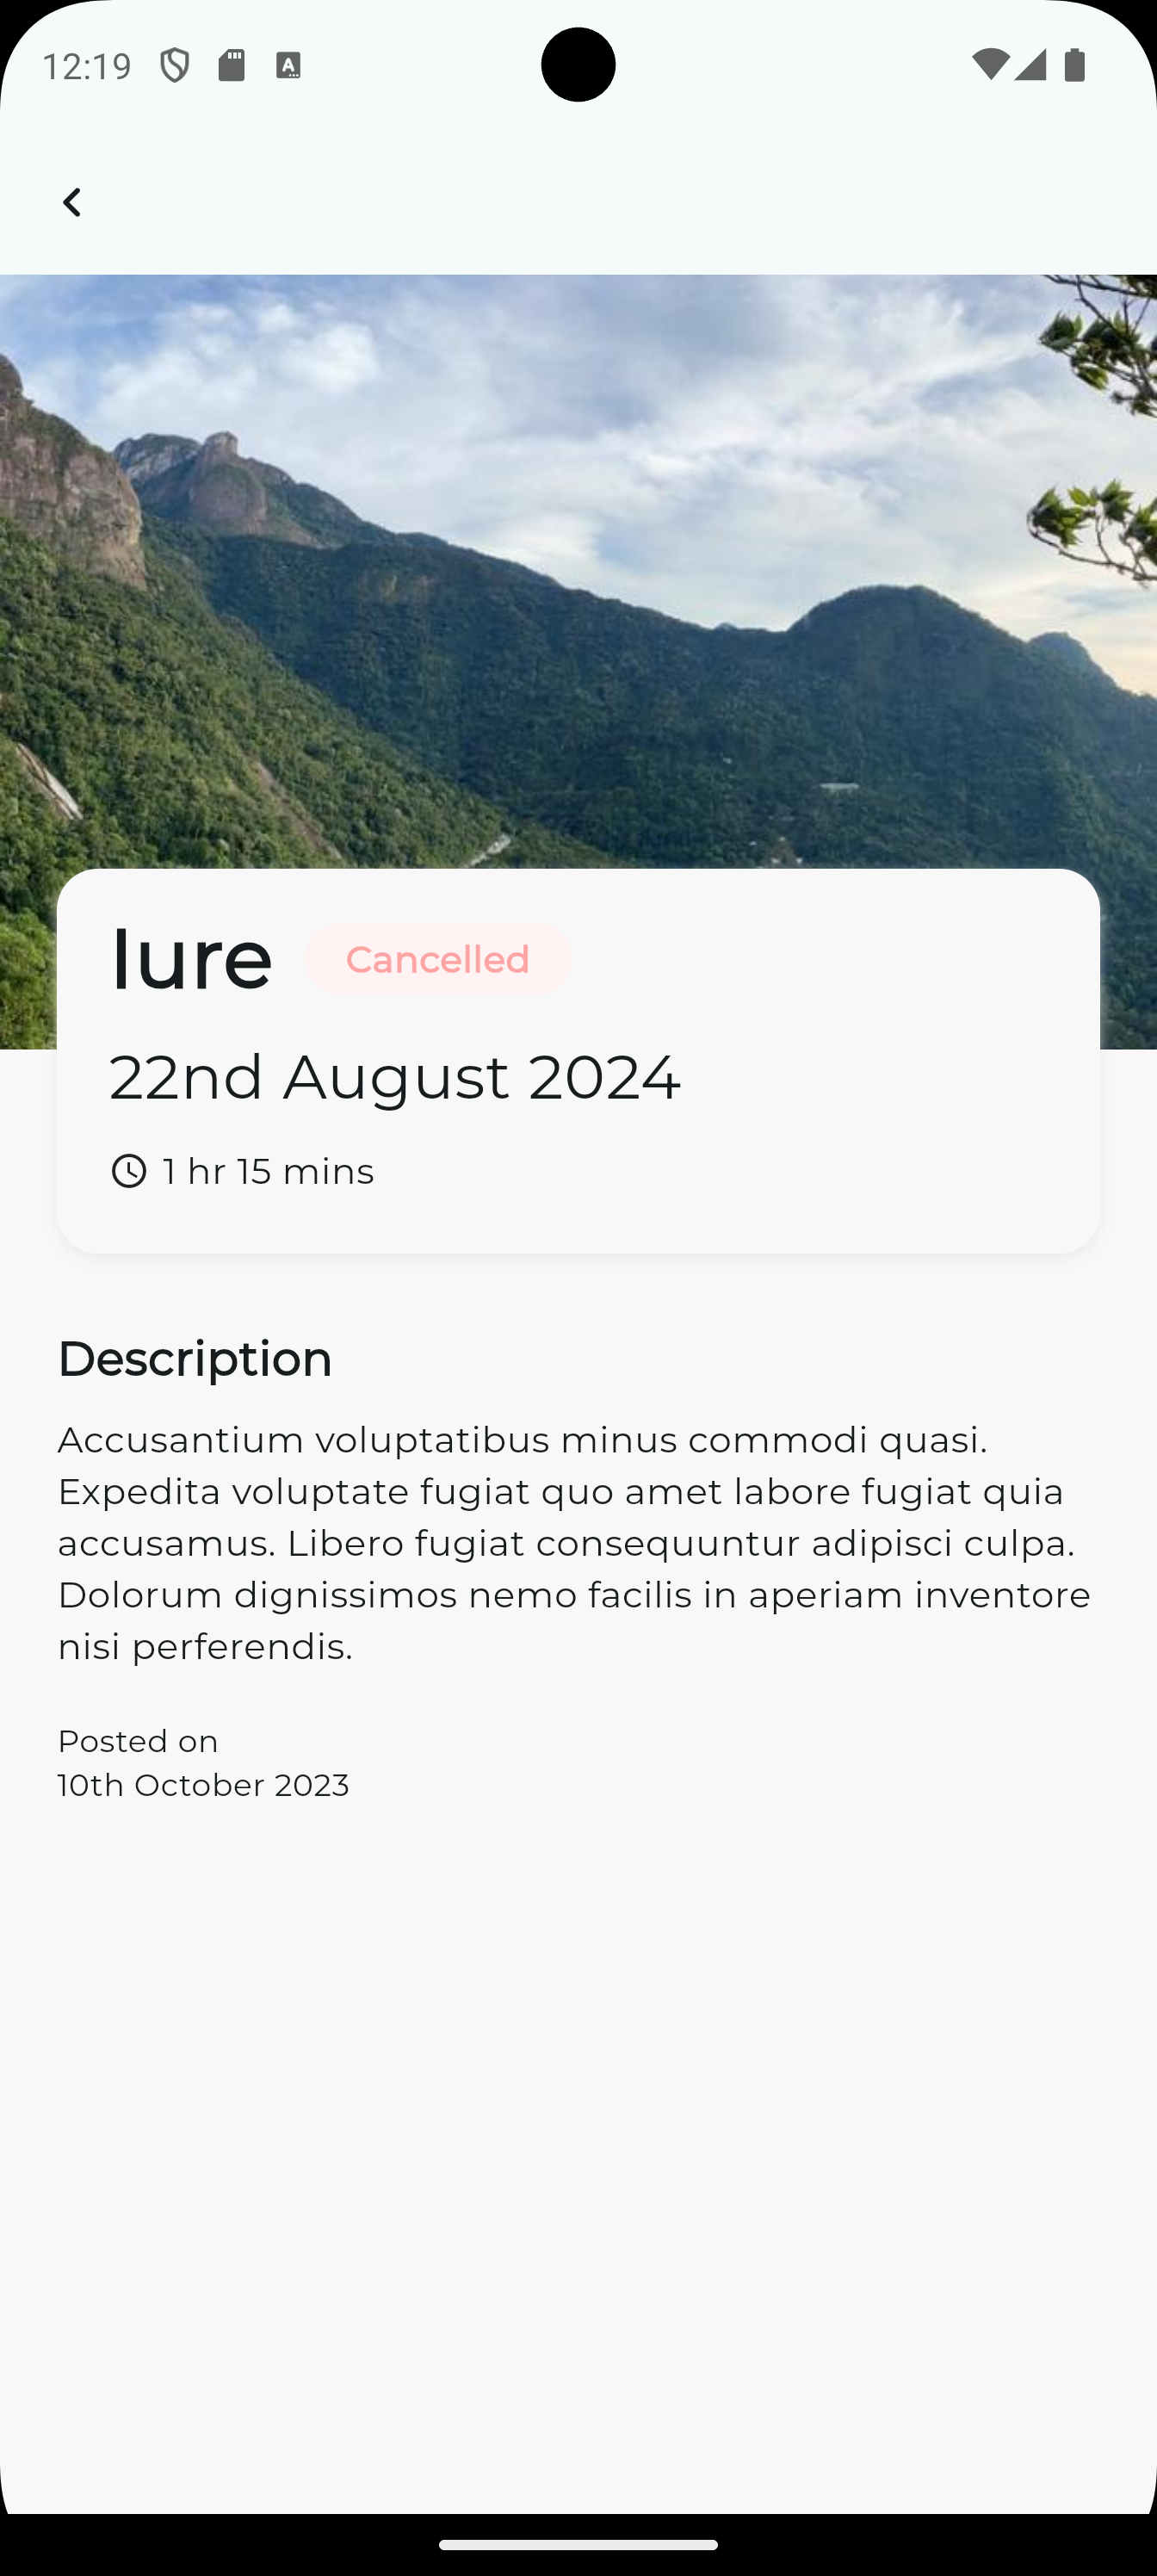 12:19
Iure
Cancelled
22nd August 2024
1 hr 15 mins
Description
Accusantium voluptatibus minus commodi quasi.
Expedita voluptate fugiat quo amet labore fugiat quia
accusamus. Libero fugiat consequuntur adipisci culpa.
Dolorum dignissimos nemo facilis in aperiam inventore
nisi perferendis.
Posted on
10th October 2023